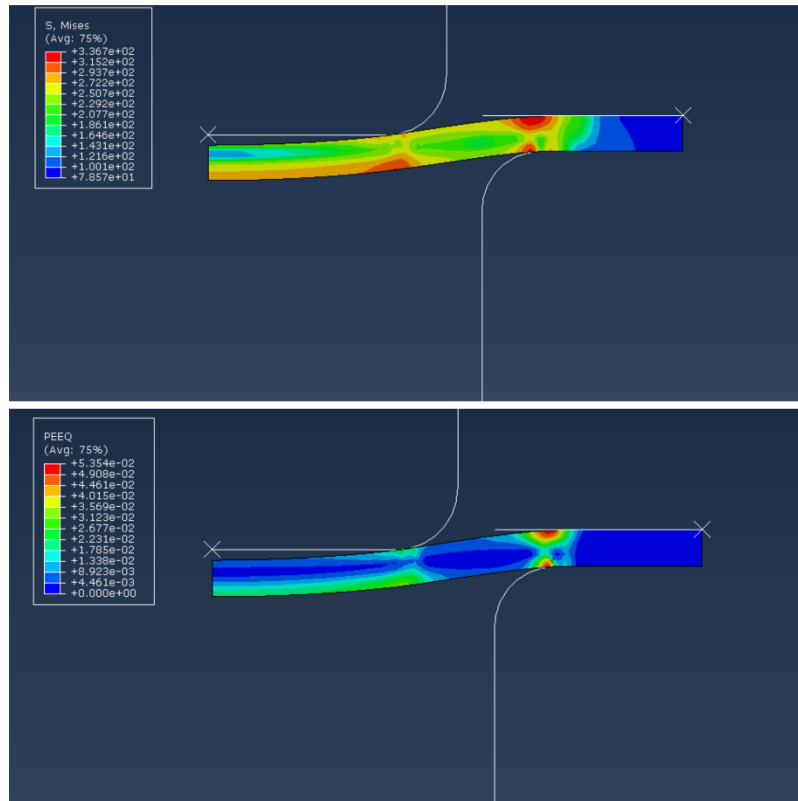 S, Mises
(Avg: 75%)
+3.367e+02
+3.152e+02
+2.937e+02
+2.722e+02
+2.507e+02
+2.292e+02
+2.077e+02
+1.861e+02
+1.646e+02
+1.431e+02
+1.216e+02
+1.001e+02
+7.857e+01
PEEQ
(Avg: 75%)
+5.354e-02
+4.908e-02
+4.461e-02
+4.015e-02
+3.569e-02
+3.123e-02
+2.677e-02
+2.231e-02
+1.785e-02
+1.338e-02
+8.923e-03
+4.461e-03
+0.000e+00